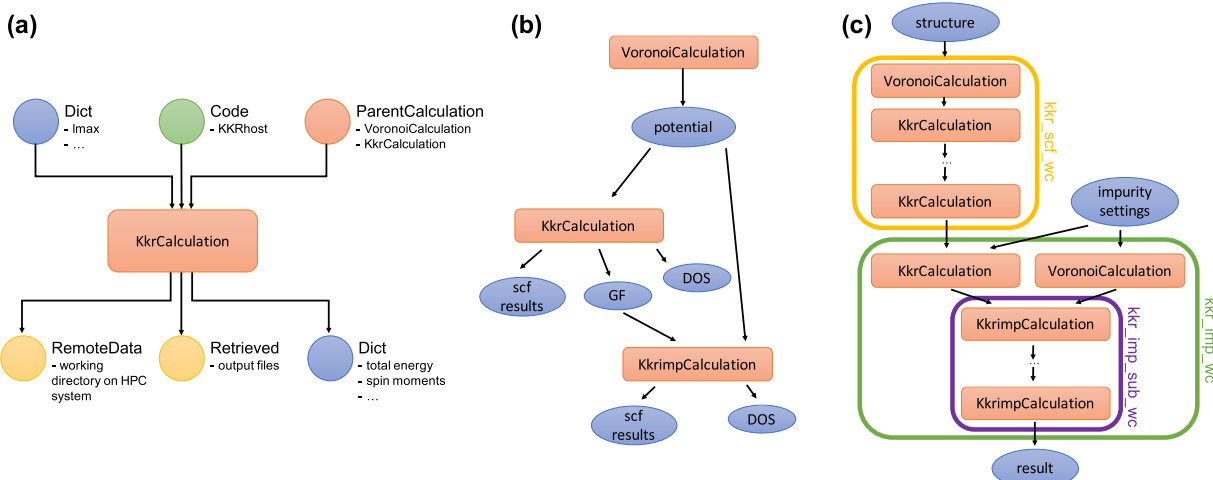 (a)
Dict
- lmax
- ...
Code
- KKRhost
ParentCalculation
- VoronoiCalculation
- KkrCalculation
KkrCalculation
RemoteData
- working
directory on HPC
system
Retrieved
- output files
Dict
- total energy
- spin moments
- ...
(b)
VoronoiCalculation
potential
KkrCalculation
scf
results
GF
DOS
KkrimpCalculation
scf
results
DOS
(c)
structure
VoronoiCalculation
KkrCalculation
...
KkrCalculation
kkr_scf_wc
impurity
settings
KkrCalculation
VoronoiCalculation
KkrimpCalculation
...
KkrimpCalculation
kkr_imp_sub_wc
kkr_imp_wc
result